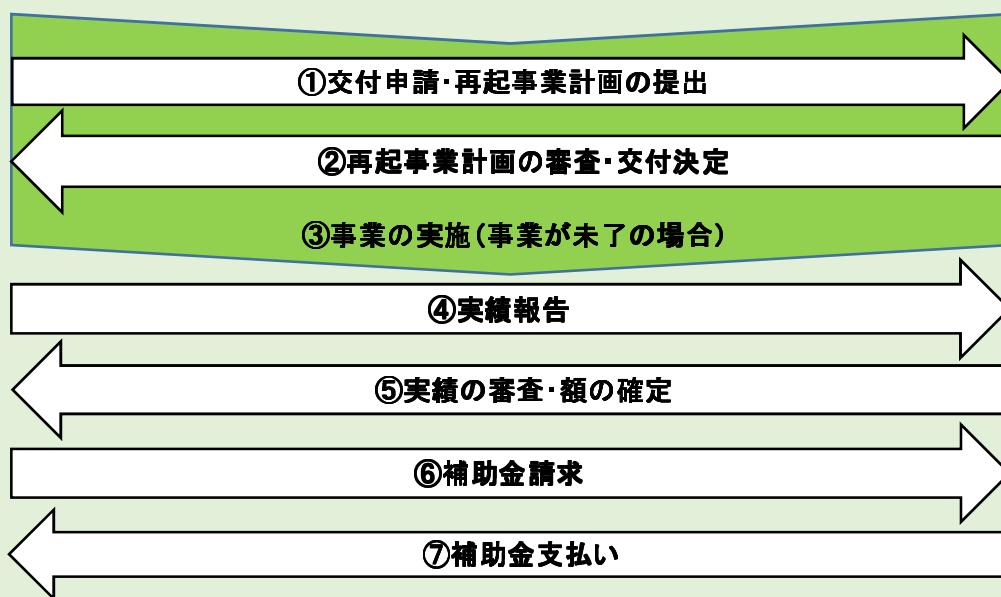 ①交付申請・再起事業計画の提出
②再起事業計画の審査・交付決定
③事業の実施(事業が未了の場合)
④実績報告
⑤実績の審査・額の確定
⑥補助金請求
⑦補助金支払い